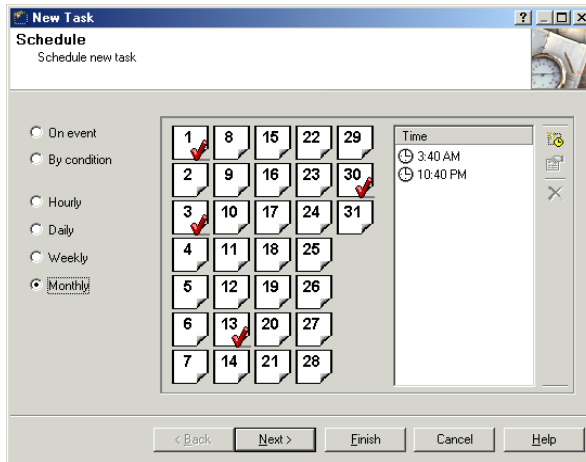 New Task
Schedule
Schedule new task
On event
By condition
Hourly
Daily
Weekly
Monthly
1 8 15 22 29
2 9 16 23 30
3 10 17 24 31
4 11 18 25
5 12 19 26
6 13 20 27
7 14 21 28
Time
3:40 AM
10:40 PM
< Back Next > Finish Cancel Help